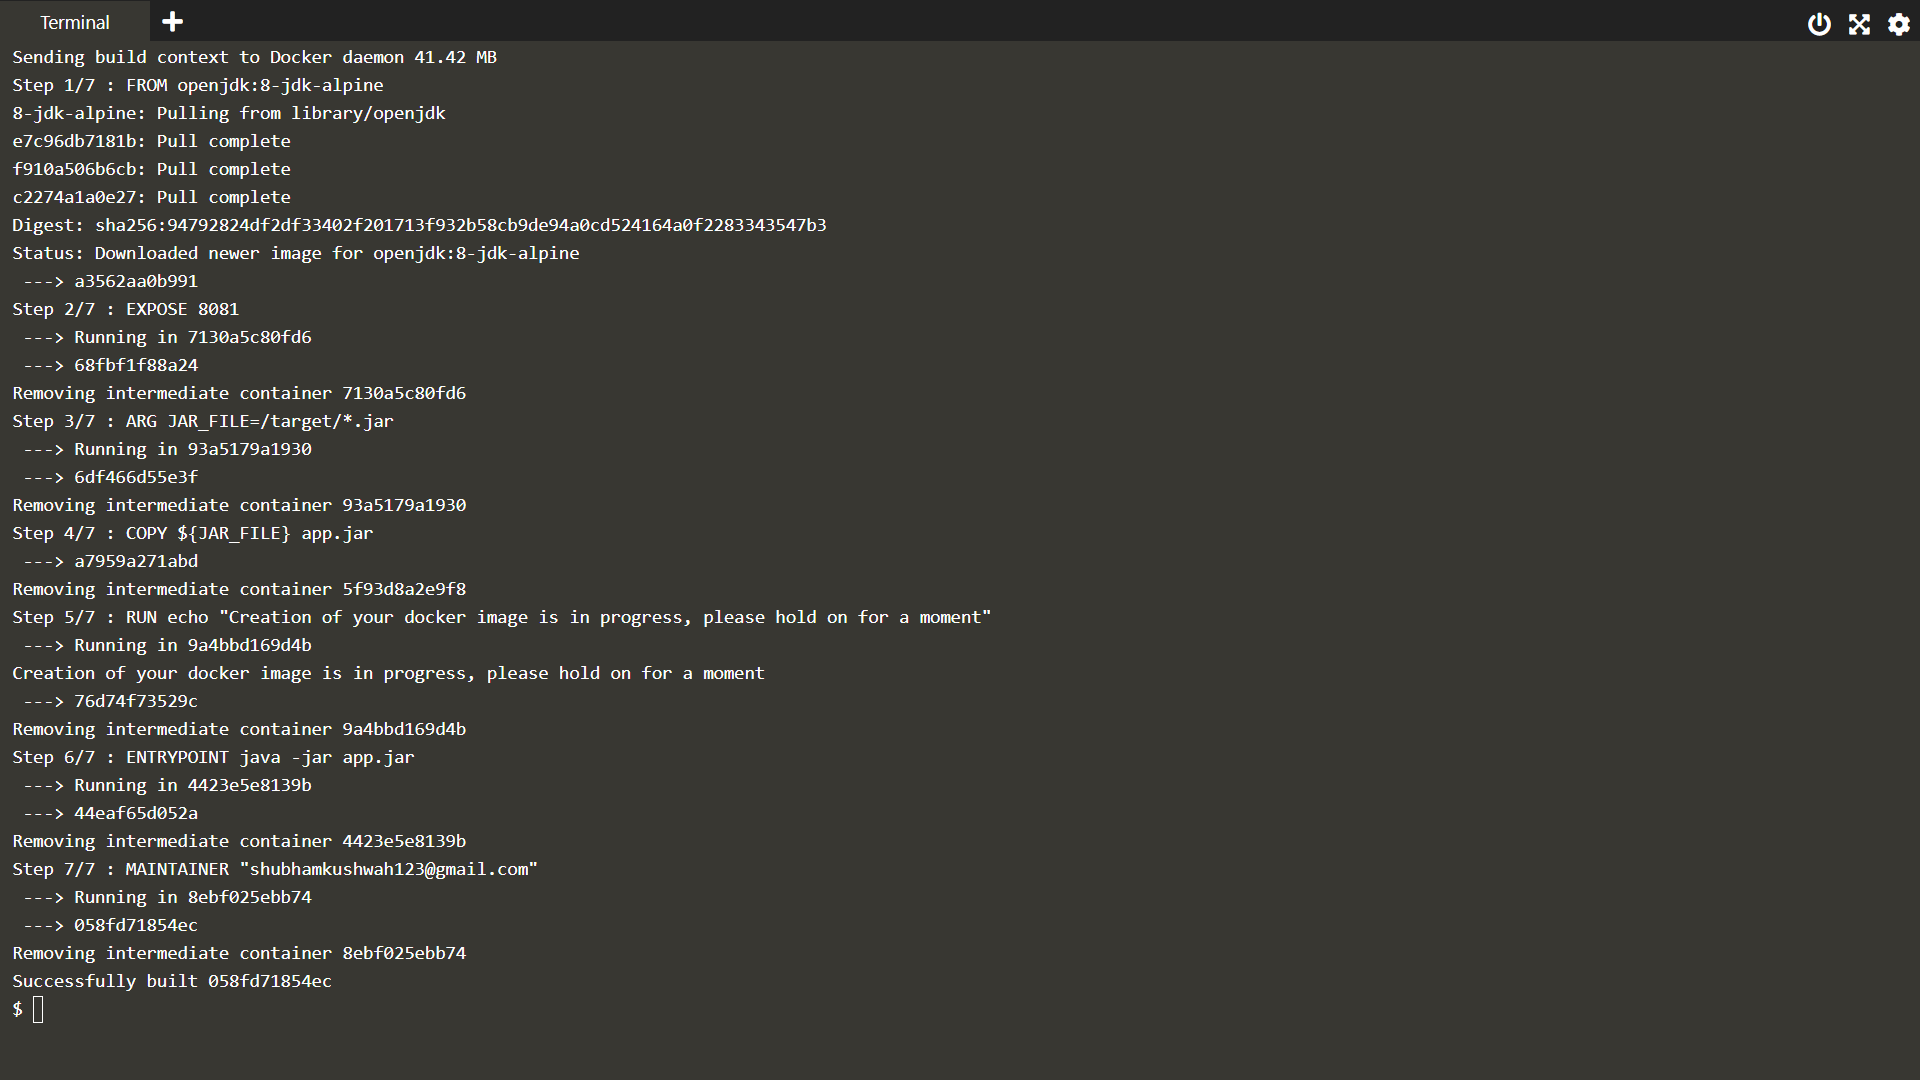 Terminal
Sending build context to Docker daemon 41.42 MB
Step 1/7 : FROM openjdk:8-jdk-alpine
8-jdk-alpine: Pulling from library/openjdk
e7c96db7181b: Pull complete
f910a506b6cb: Pull complete
c2274a1a0e27: Pull complete
Digest: sha256:94792824df2df33402f201713f932b58cb9de94a0cd524164a0f2283343547b3
Status: Downloaded newer image for openjdk:8-jdk-alpine
 ---> a3562aa0b991
Step 2/7 : EXPOSE 8081
 ---> Running in 7130a5c80fd6
 ---> 68fbf1f88a24
Removing intermediate container 7130a5c80fd6
Step 3/7 : ARG JAR_FILE=/target/*.jar
 ---> Running in 93a5179a1930
 ---> 6df466d55e3f
Removing intermediate container 93a5179a1930
Step 4/7 : COPY ${JAR_FILE} app.jar
 ---> a7959a271abd
Removing intermediate container 5f93d8a2e9f8
Step 5/7 : RUN echo "Creation of your docker image is in progress, please hold on for a moment"
 ---> Running in 9a4bbd169d4b
Creation of your docker image is in progress, please hold on for a moment
 ---> 76d74f73529c
Removing intermediate container 9a4bbd169d4b
Step 6/7 : ENTRYPOINT java -jar app.jar
 ---> Running in 4423e5e8139b
 ---> 44eaf65d052a
Removing intermediate container 4423e5e8139b
Step 7/7 : MAINTAINER "shubhamkushwah123@gmail.com"
 ---> Running in 8ebf025ebb74
 ---> 058fd71854ec
Removing intermediate container 8ebf025ebb74
Successfully built 058fd71854ec
$